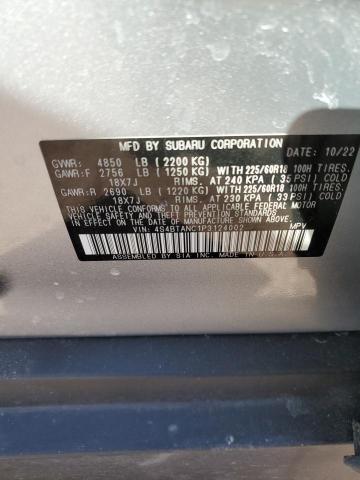 MFD BY SUBARU CORPORATION DATE: 10/22
GVWR: 4850 LB (2200 KG)
GAWR:F 2756 LB (1250 KG) WITH 225/60R18 100H TIRES
18X7J RIMS. AT 240 KPA (35 PSI) COLD
GAWR:R 2690 LB (1220 KG) WITH 225/60R18 100H TIRES
18X7J RIMS. AT 230 KPA (33 PSI) COLD
THIS VEHICLE CONFORMS TO ALL APPLICABLE FEDERAL MOTOR
VEHICLE SAFETY STANDARDS IN EFFECT ON THE DATE OF
MANUFACTURE SHOWN ABOVE.
VIN: 4S4BTANC1P3124002 MPV
ASSEMBLED BY SIA INC. IN U.S.A.